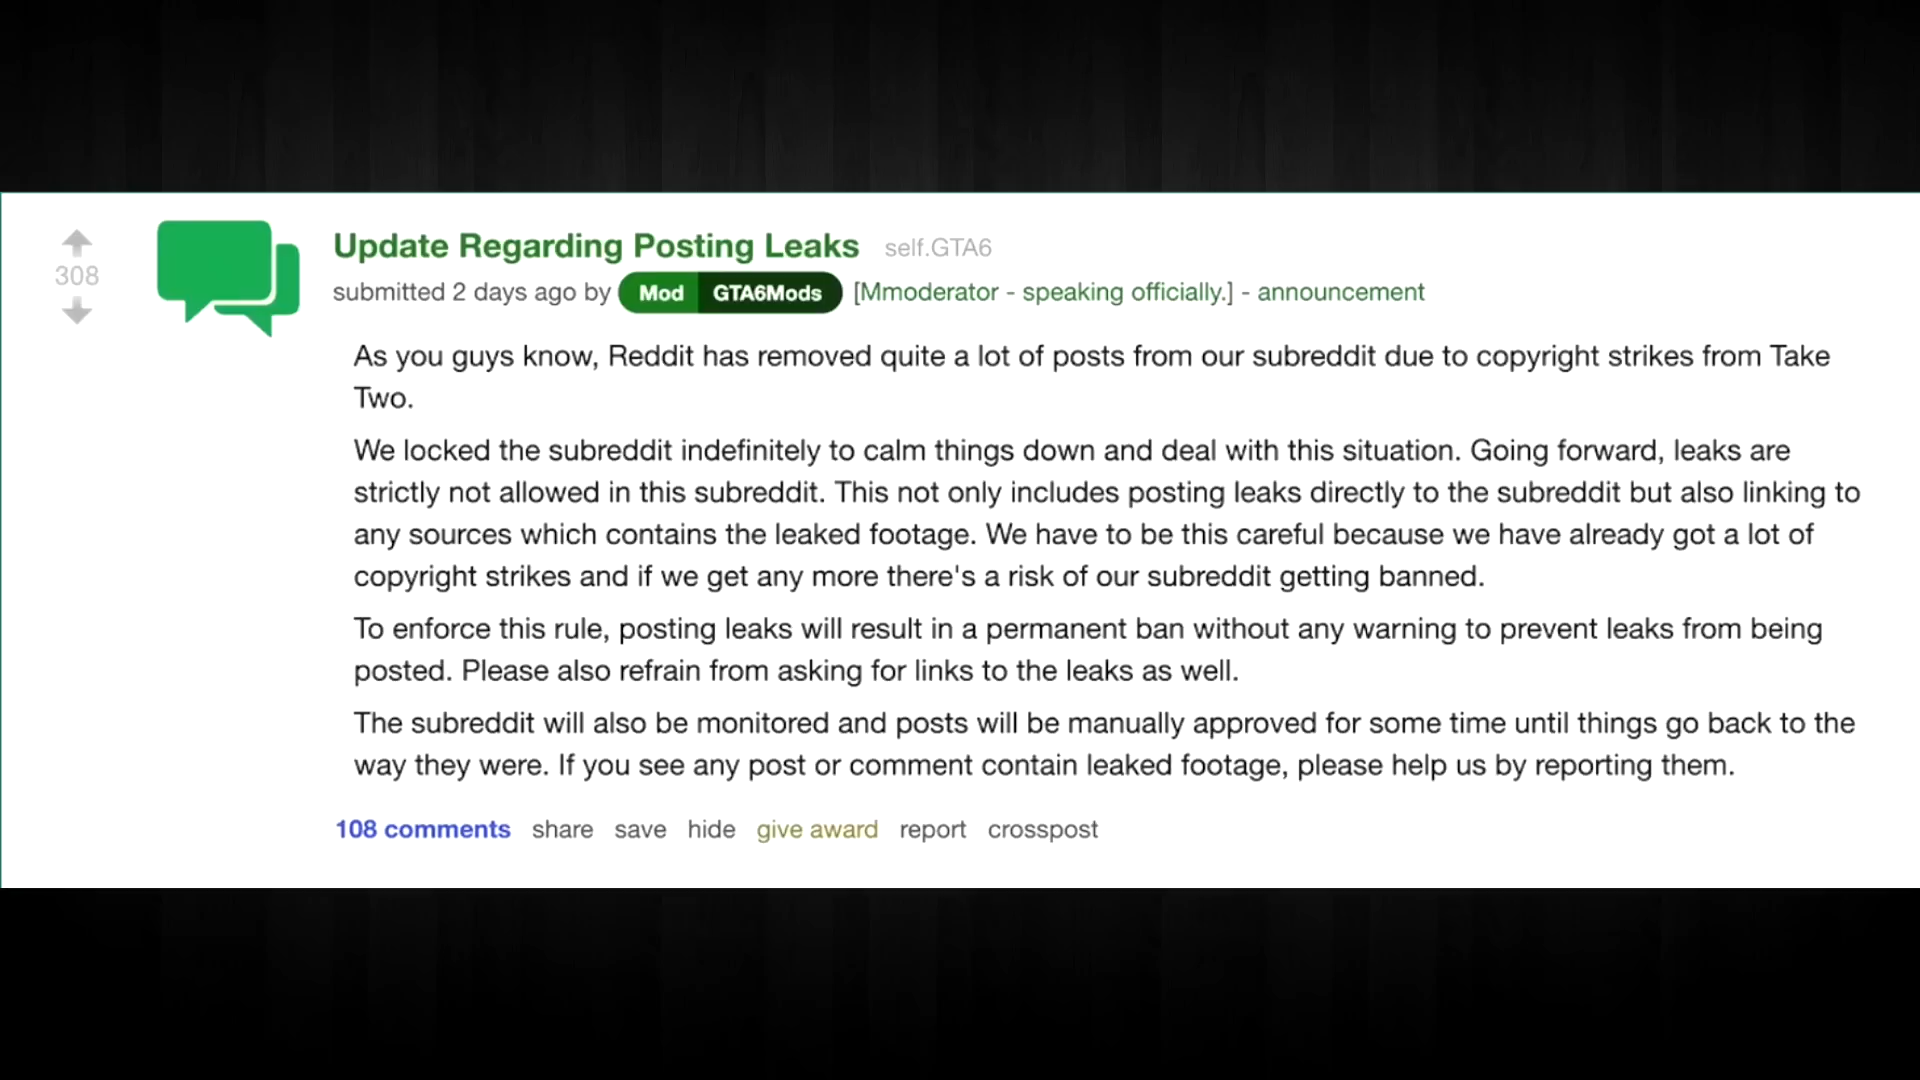 Update Regarding Posting Leaks self.GTA6
308
submitted 2 days ago by Mod GTA6Mods [Mmoderator - speaking officially.] - announcement
As you guys know, Reddit has removed quite a lot of posts from our subreddit due to copyright strikes from Take
Two.
We locked the subreddit indefinitely to calm things down and deal with this situation. Going forward, leaks are
strictly not allowed in this subreddit. This not only includes posting leaks directly to the subreddit but also linking to
any sources which contains the leaked footage. We have to be this careful because we have already got a lot of
copyright strikes and if we get any more there's a risk of our subreddit getting banned.
To enforce this rule, posting leaks will result in a permanent ban without any warning to prevent leaks from being
posted. Please also refrain from asking for links to the leaks as well.
The subreddit will also be monitored and posts will be manually approved for some time until things go back to the
way they were. If you see any post or comment contain leaked footage, please help us by reporting them.
108 comments share save hide give award report crosspost